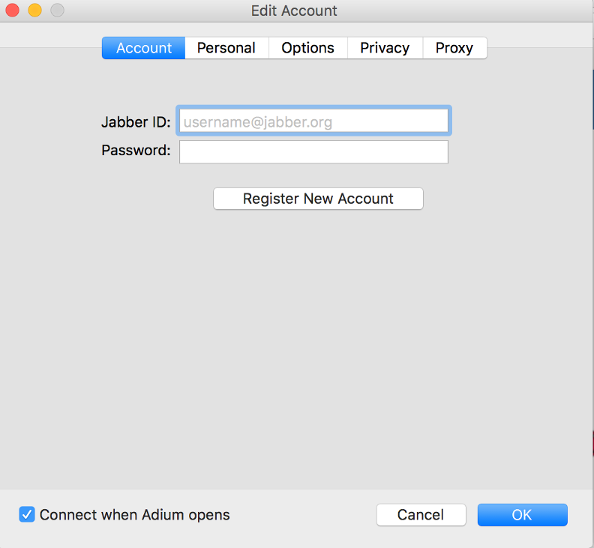 Edit Account
Account Personal Options Privacy Proxy
Jabber ID: username@jabber.org
Password:
Register New Account
Connect when Adium opens Cancel OK